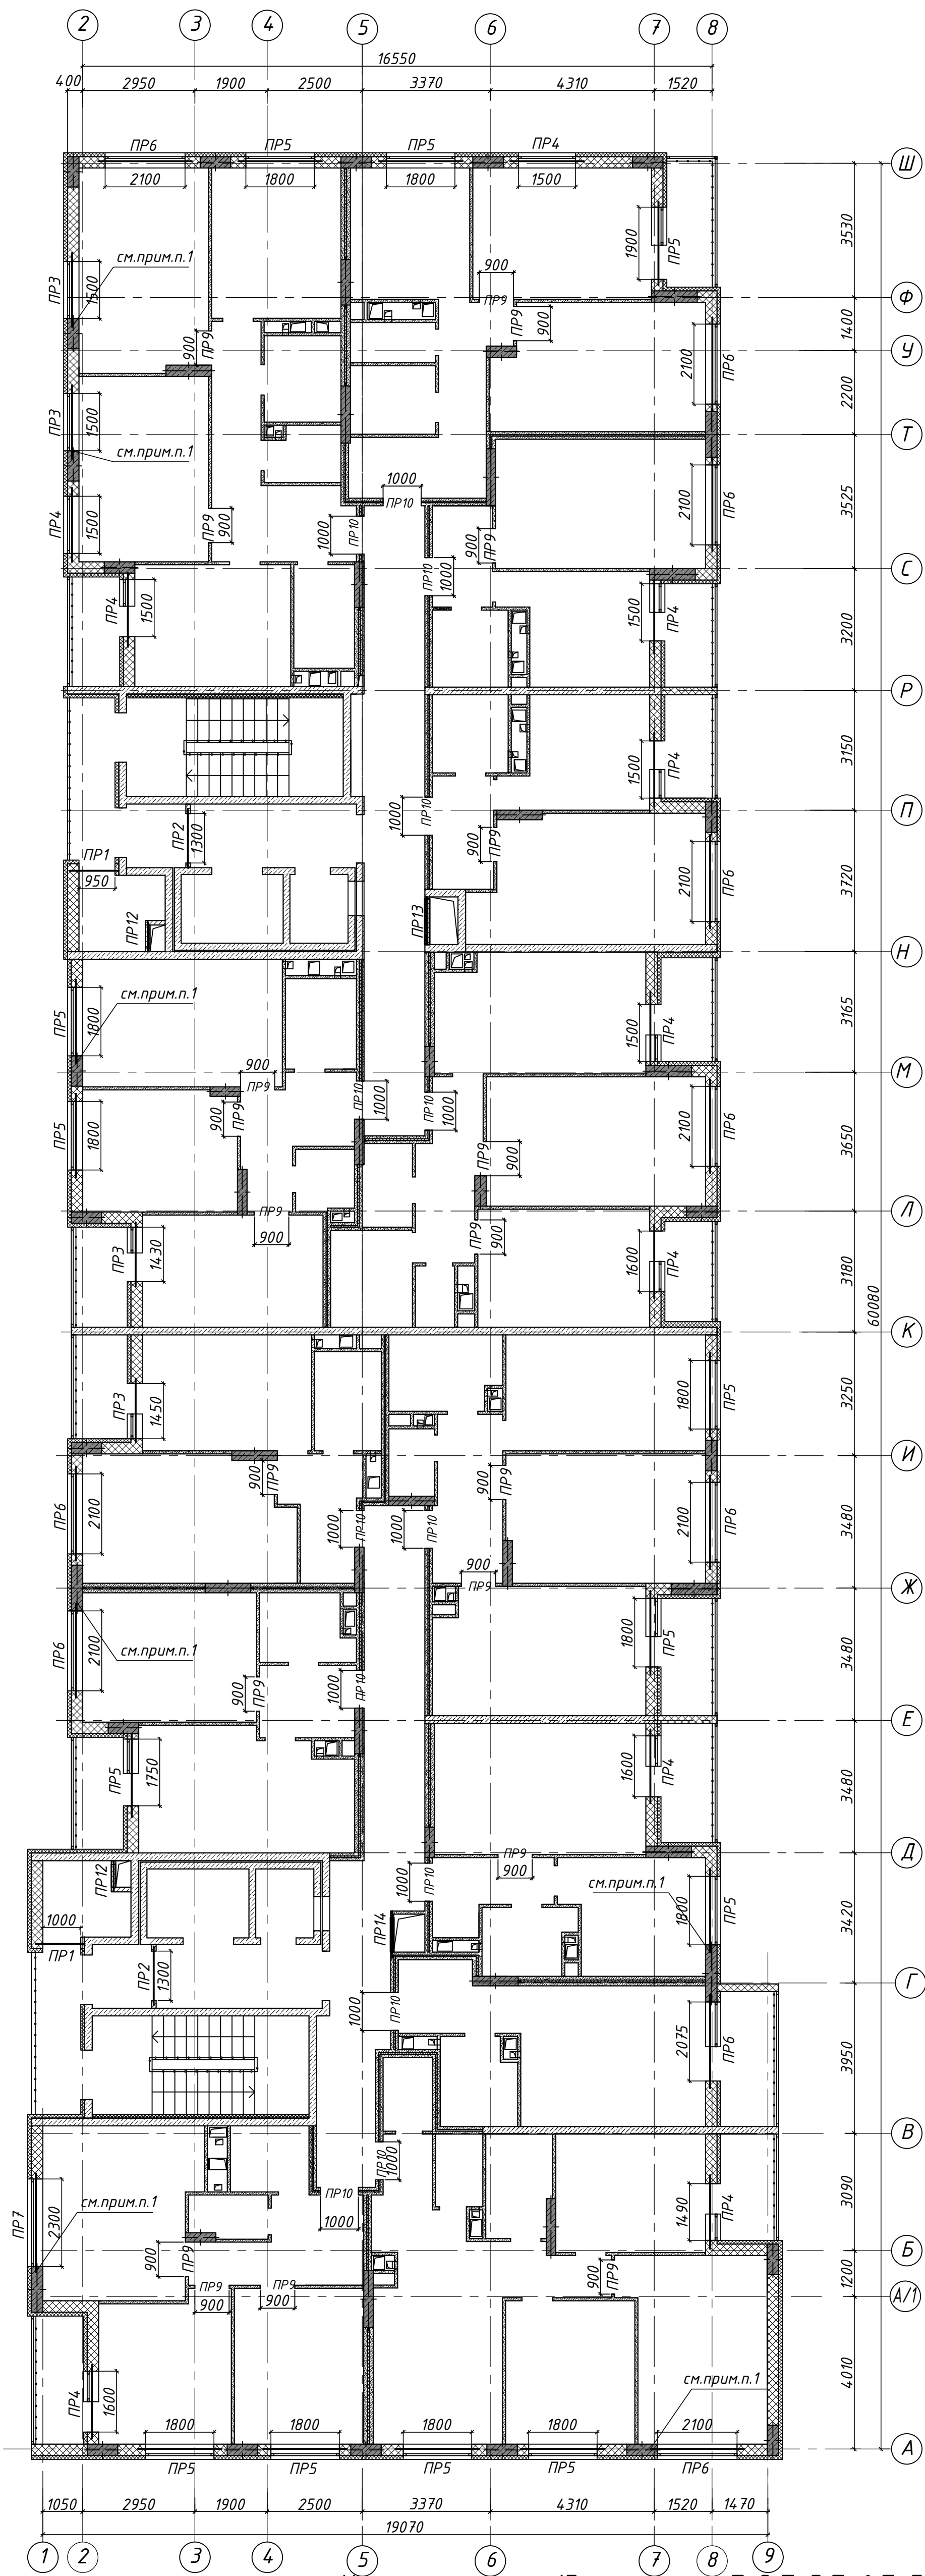 2 3 4 5 6 7 8
16550
400 2950 1900 2500 3370 4310 1520
ПР6 ПР5 ПР5 ПР4
Ш
2100 1800 1800 1500
1900 ПР5 3530
см.прим.п.1
ПР3 1500
900 ПР9 Ф
ПР9 900 1400
900 ПР9
2100 ПР6
У
2200
ПР3 1500
см.прим.п.1
Т
1000
ПР10
2100 ПР6
ПР4 1500
ПР9 900
1000 ПР10
900 ПР9
3525
ПР10 1000
С
ПР4 1500
1500 ПР4
3200
Р
1500 ПР4
3150
1000 ПР10
П
ПР2 1300
900 ПР9
ПР1
950
2100 ПР6
3720
ПР12
ПР13
Н
см.прим.п.1
ПР5 1800
1500 ПР4
3165
900
ПР9
М
ПР10 1000
ПР10 1000
ПР5 1800
900 ПР9
2100 ПР6
ПР9 900
3650
ПР9
900
Л
ПР9 900
ПР3 1430
1600 ПР4
3180
60080
К
ПР3 1450
1800 ПР5
3250
И
900 ПР9
900 ПР9
ПР6 2100
1000 ПР10
1000 ПР10
2100 ПР6
3480
900
ПР9
Ж
ПР6 2100
см.прим.п.1
900 ПР9
1000 ПР10
1800 ПР5
3480
Е
ПР5 1750
1600 ПР4
3480
ПР9
900
Д
ПР12
1000 ПР10
см.прим.п.1
1800 ПР5
3420
1000
ПР1
ПР14
ПР2 1300
Г
1000 ПР10
2075 ПР6
3950
В
ПР10 1000
ПР7 2300
см.прим.п.1
ПР10
1000
1490 ПР4
3090
Б
900 ПР9
900 ПР9
1200
ПР9 ПР9
900 900
А/1
ПР4 1600
см.прим.п.1
4010
1800 1800 1800 1800 2100
А
ПР5 ПР5 ПР5 ПР5 ПР6
1050 2950 1900 2500 3370 4310 1520 1470
19070
1 2 3 4 5 6 7 8 9